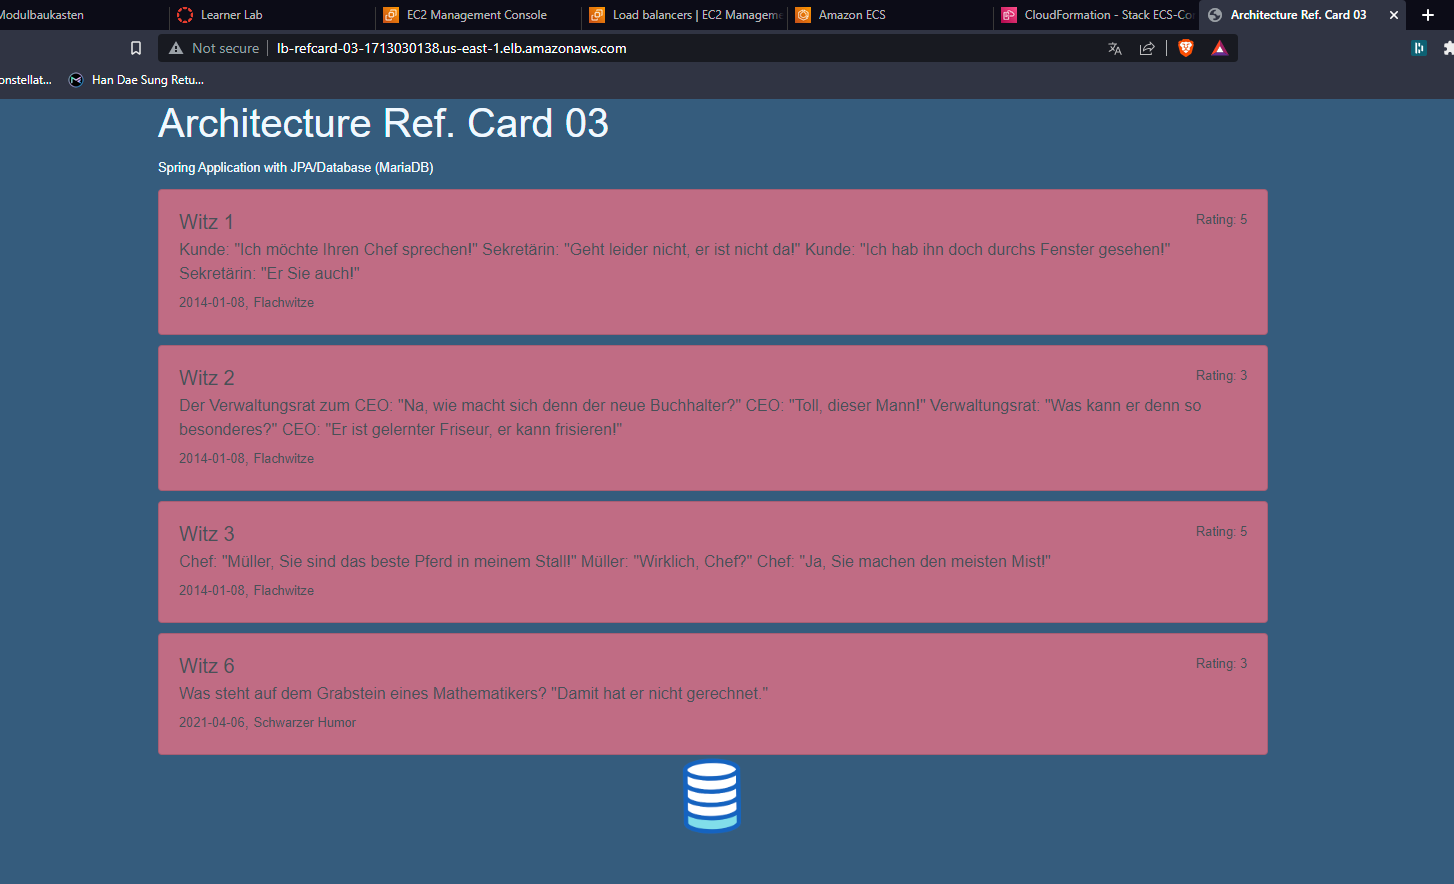 Modulbaukasten
Learner Lab
EC2 Management Console
Load balancers | EC2 Manageme
Amazon ECS
CloudFormation - Stack ECS-Co
Architecture Ref. Card 03
Not secure
lb-refcard-03-1713030138.us-east-1.elb.amazonaws.com
onstellat...
Han Dae Sung Retu...
Architecture Ref. Card 03
Spring Application with JPA/Database (MariaDB)
Witz 1
Rating: 5
Kunde: "Ich möchte Ihren Chef sprechen!" Sekretärin: "Geht leider nicht, er ist nicht da!" Kunde: "Ich hab ihn doch durchs Fenster gesehen!"
Sekretärin: "Er Sie auch!"
2014-01-08, Flachwitze
Witz 2
Rating: 3
Der Verwaltungsrat zum CEO: "Na, wie macht sich denn der neue Buchhalter?" CEO: "Toll, dieser Mann!" Verwaltungsrat: "Was kann er denn so
besonderes?" CEO: "Er ist gelernter Friseur, er kann frisieren!"
2014-01-08, Flachwitze
Witz 3
Rating: 5
Chef: "Müller, Sie sind das beste Pferd in meinem Stall!" Müller: "Wirklich, Chef?" Chef: "Ja, Sie machen den meisten Mist!"
2014-01-08, Flachwitze
Witz 6
Rating: 3
Was steht auf dem Grabstein eines Mathematikers? "Damit hat er nicht gerechnet."
2021-04-06, Schwarzer Humor